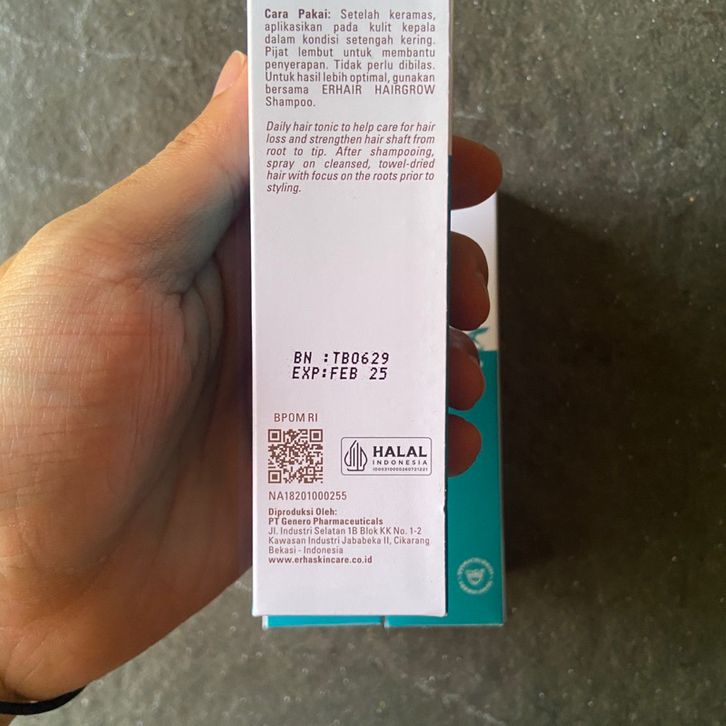 Cara Pakai: Setelah keramas,
aplikasikan pada kulit kepala
dalam kondisi setengah kering.
Pijat lembut untuk membantu
penyerapan. Tidak perlu dibilas.
Untuk hasil lebih optimal, gunakan
bersama ERHAIR HAIRGROW
Shampoo.
Daily hair tonic to help care for hair
loss and strengthen hair shaft from
root to tip. After shampooing,
spray on cleansed, towel-dried
hair with focus on the roots prior to
styling.
BN :TB0629
EXP:FEB 25
BPOM RI
HALAL
INDONESIA
ID00310000260721221
NA18201000255
Diproduksi Oleh:
PT Genero Pharmaceuticals
Jl. Industri Selatan 1B Blok KK No. 1-2
Kawasan Industri Jababeka II, Cikarang
Bekasi - Indonesia
www.erhaskincare.co.id